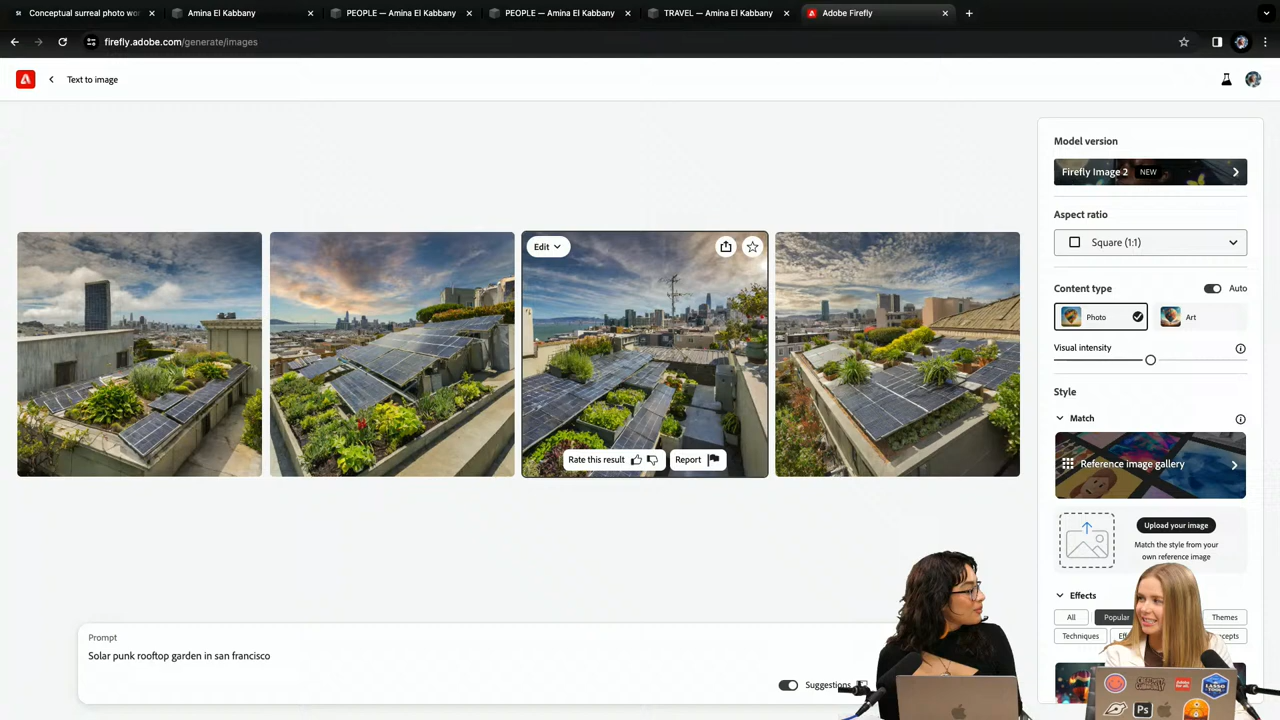 Conceptual surreal photo wo
Amina El Kabbany
PEOPLE — Amina El Kabbany
PEOPLE — Amina El Kabbany
TRAVEL — Amina El Kabbany
Adobe Firefly
firefly.adobe.com/generate/images
Text to image
Model version
Firefly Image 2 NEW
Aspect ratio
Square (1:1)
Content type
Auto
Photo
Art
Visual intensity
Style
Match
Reference image gallery
Upload your image
Match the style from your
own reference image
Effects
All
Popular
Themes
Techniques
Edit
Rate this result
Report
Prompt
Solar punk rooftop garden in san francisco
Suggestions
Ps
LASSO
TOOL